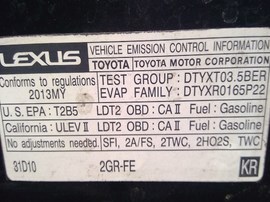 LEXUS VEHICLE EMISSION CONTROL INFORMATION
TOYOTA TOYOTA MOTOR CORPORATION
Conforms to regulations TEST GROUP: DTYXT03.5BER
2013MY EVAP FAMILY: DTYXR0165P22
U.S. EPA: T2B5 LDT2 OBD: CA II Fuel: Gasoline
California: ULEV II LDT2 OBD: CA II Fuel: Gasoline
No adjustments needed. SFI, 2A/FS, 2TWC, 2HO2S, TWC
31D10 2GR-FE KR